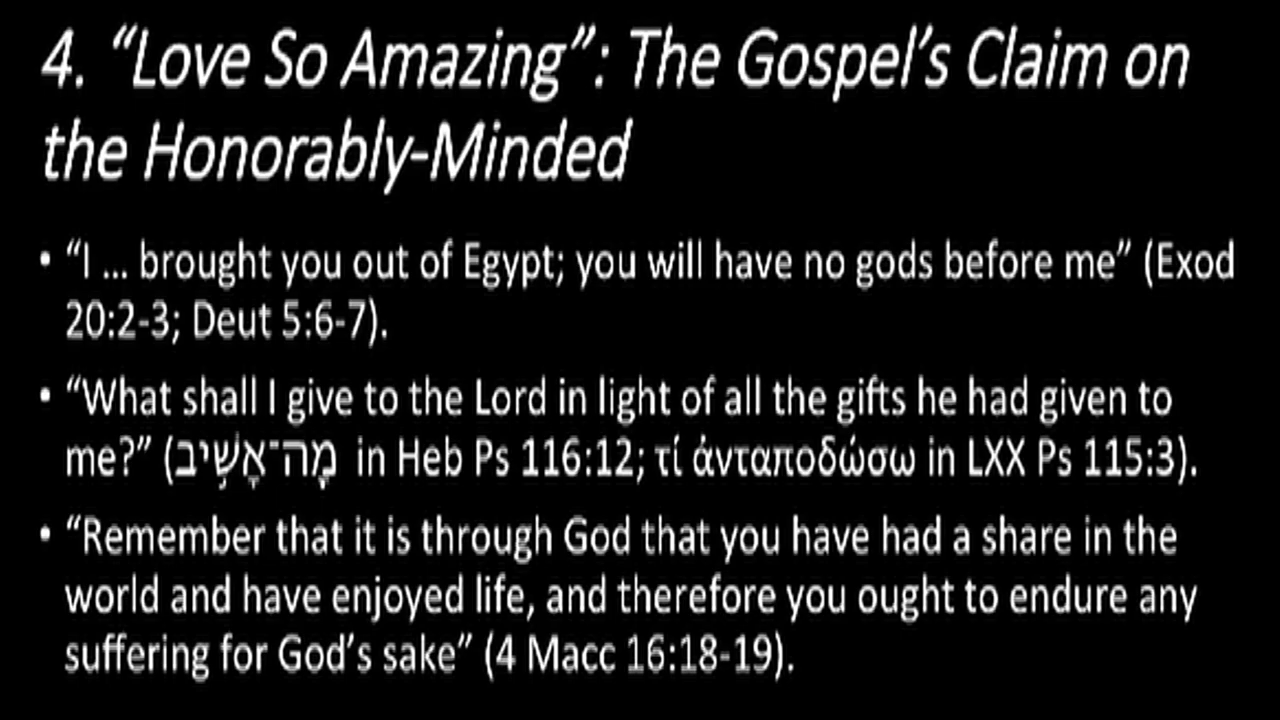 4. “Love So Amazing”: The Gospel’s Claim on
the Honorably-Minded
• “I ... brought you out of Egypt; you will have no gods before me” (Exod
20:2-3; Deut 5:6-7).
• “What shall I give to the Lord in light of all the gifts he had given to
me?” (מָה־אָשִׁיב in Heb Ps 116:12; τί ἀνταποδώσω in LXX Ps 115:3).
• “Remember that it is through God that you have had a share in the
world and have enjoyed life, and therefore you ought to endure any
suffering for God’s sake” (4 Macc 16:18-19).